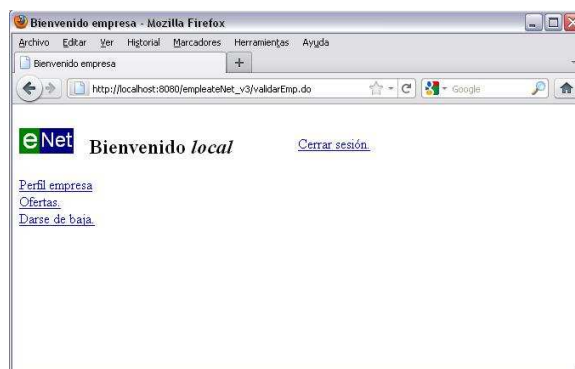 Bienvenido empresa - Mozilla Firefox
Archivo Editar Ver Historial Marcadores Herramientas Ayuda
Bienvenido empresa
http://localhost:8080/empleateNet_v3/validarEmp.do Google
eNet Bienvenido local Cerrar sesión.
Perfil empresa
Ofertas.
Darse de baja.